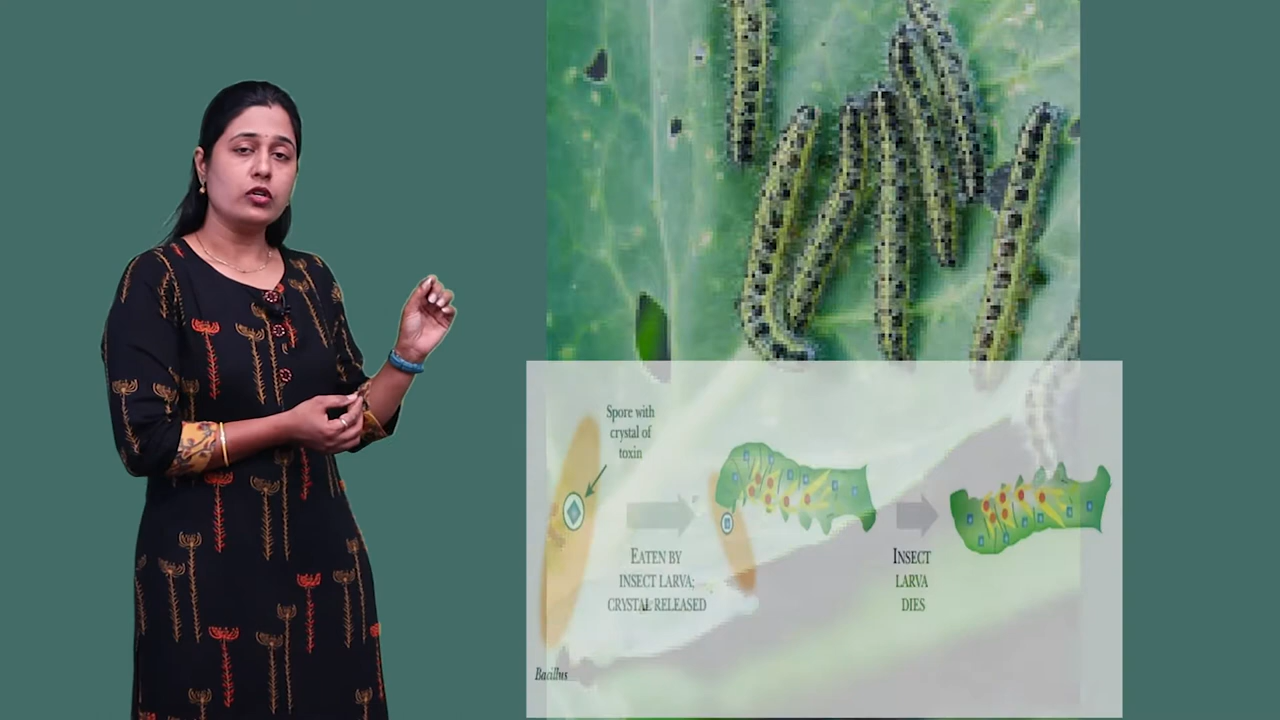 Spore with
crystal of
toxin
EATEN BY
INSECT LARVA;
CRYSTAL RELEASED
INSECT
LARVA
DIES
Bacillus